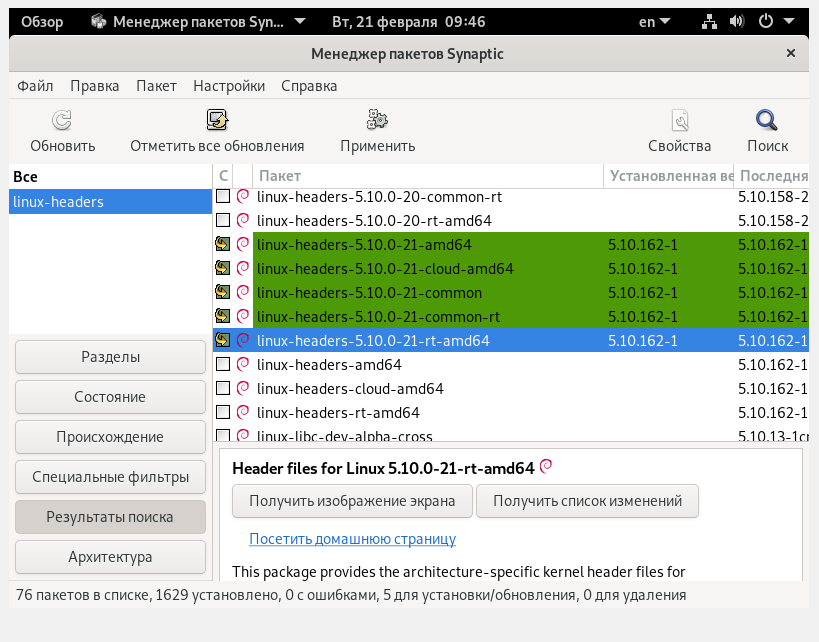 Обзор Менеджер пакетов Syn... Вт, 21 февраля 09:46 en
Менеджер пакетов Synaptic ×
Файл Правка Пакет Настройки Справка
Обновить Отметить все обновления Применить Свойства Поиск
Все
linux-headers
С Пакет Установленная ве Последня
linux-headers-5.10.0-20-common-rt 5.10.158-2
linux-headers-5.10.0-20-rt-amd64 5.10.158-2
linux-headers-5.10.0-21-amd64 5.10.162-1 5.10.162-1
linux-headers-5.10.0-21-cloud-amd64 5.10.162-1 5.10.162-1
linux-headers-5.10.0-21-common 5.10.162-1 5.10.162-1
linux-headers-5.10.0-21-common-rt 5.10.162-1 5.10.162-1
linux-headers-5.10.0-21-rt-amd64 5.10.162-1 5.10.162-1
linux-headers-amd64 5.10.162-1
linux-headers-cloud-amd64 5.10.162-1
linux-headers-rt-amd64 5.10.162-1
linux-libc-dev-alpha-cross 5.10.13-1cr
Разделы
Состояние
Происхождение
Специальные фильтры
Результаты поиска
Архитектура
Header files for Linux 5.10.0-21-rt-amd64
Получить изображение экрана Получить список изменений
Посетить домашнюю страницу
This package provides the architecture-specific kernel header files for
76 пакетов в списке, 1629 установлено, 0 с ошибками, 5 для установки/обновления, 0 для удаления